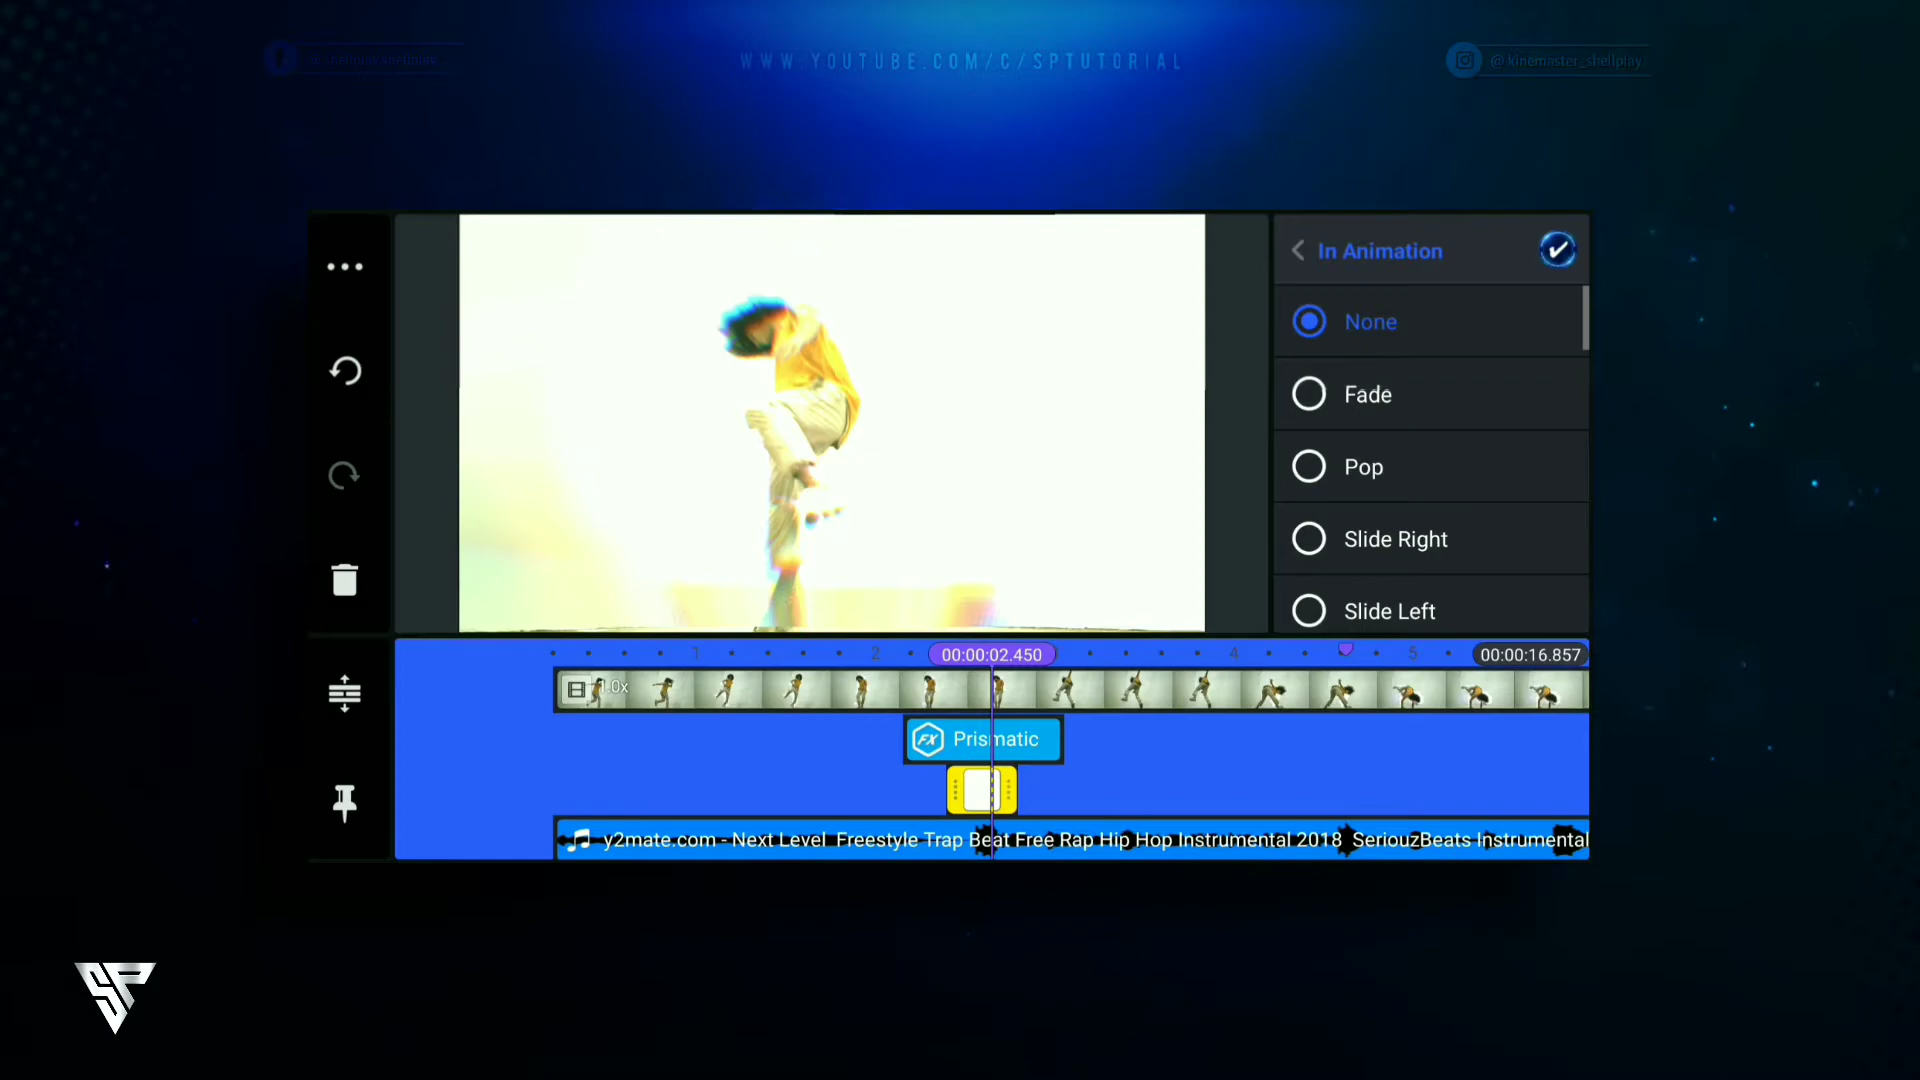 WWW.YOUTUBE.COM/C/SPTUTORIAL
@kinemaster_shellplay
In Animation
None
Fade
Pop
Slide Right
Slide Left
1
2
00:00:02.450
4
5
00:00:16.857
1.0x
FX Prismatic
y2mate.com - Next Level Freestyle Trap Beat Free Rap Hip Hop Instrumental 2018 SeriouzBeats Instrumental